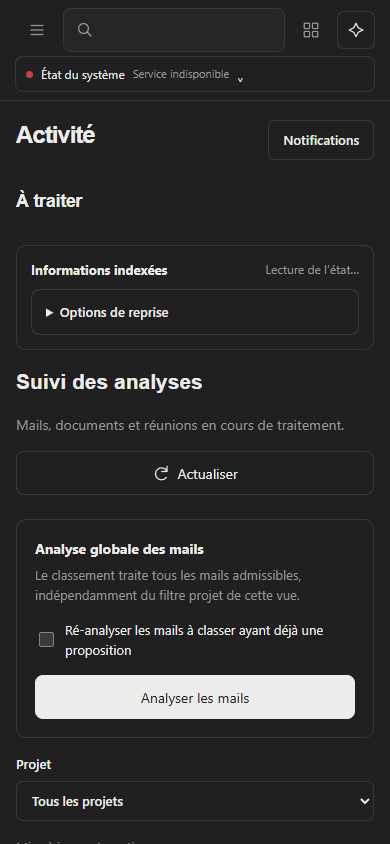 État du système Service indisponible
Activité
Notifications
À traiter
Informations indexées
Lecture de l'état...
Options de reprise
Suivi des analyses
Mails, documents et réunions en cours de traitement.
Actualiser
Analyse globale des mails
Le classement traite tous les mails admissibles,
indépendamment du filtre projet de cette vue.
Ré-analyser les mails à classer ayant déjà une
proposition
Analyser les mails
Projet
Tous les projets